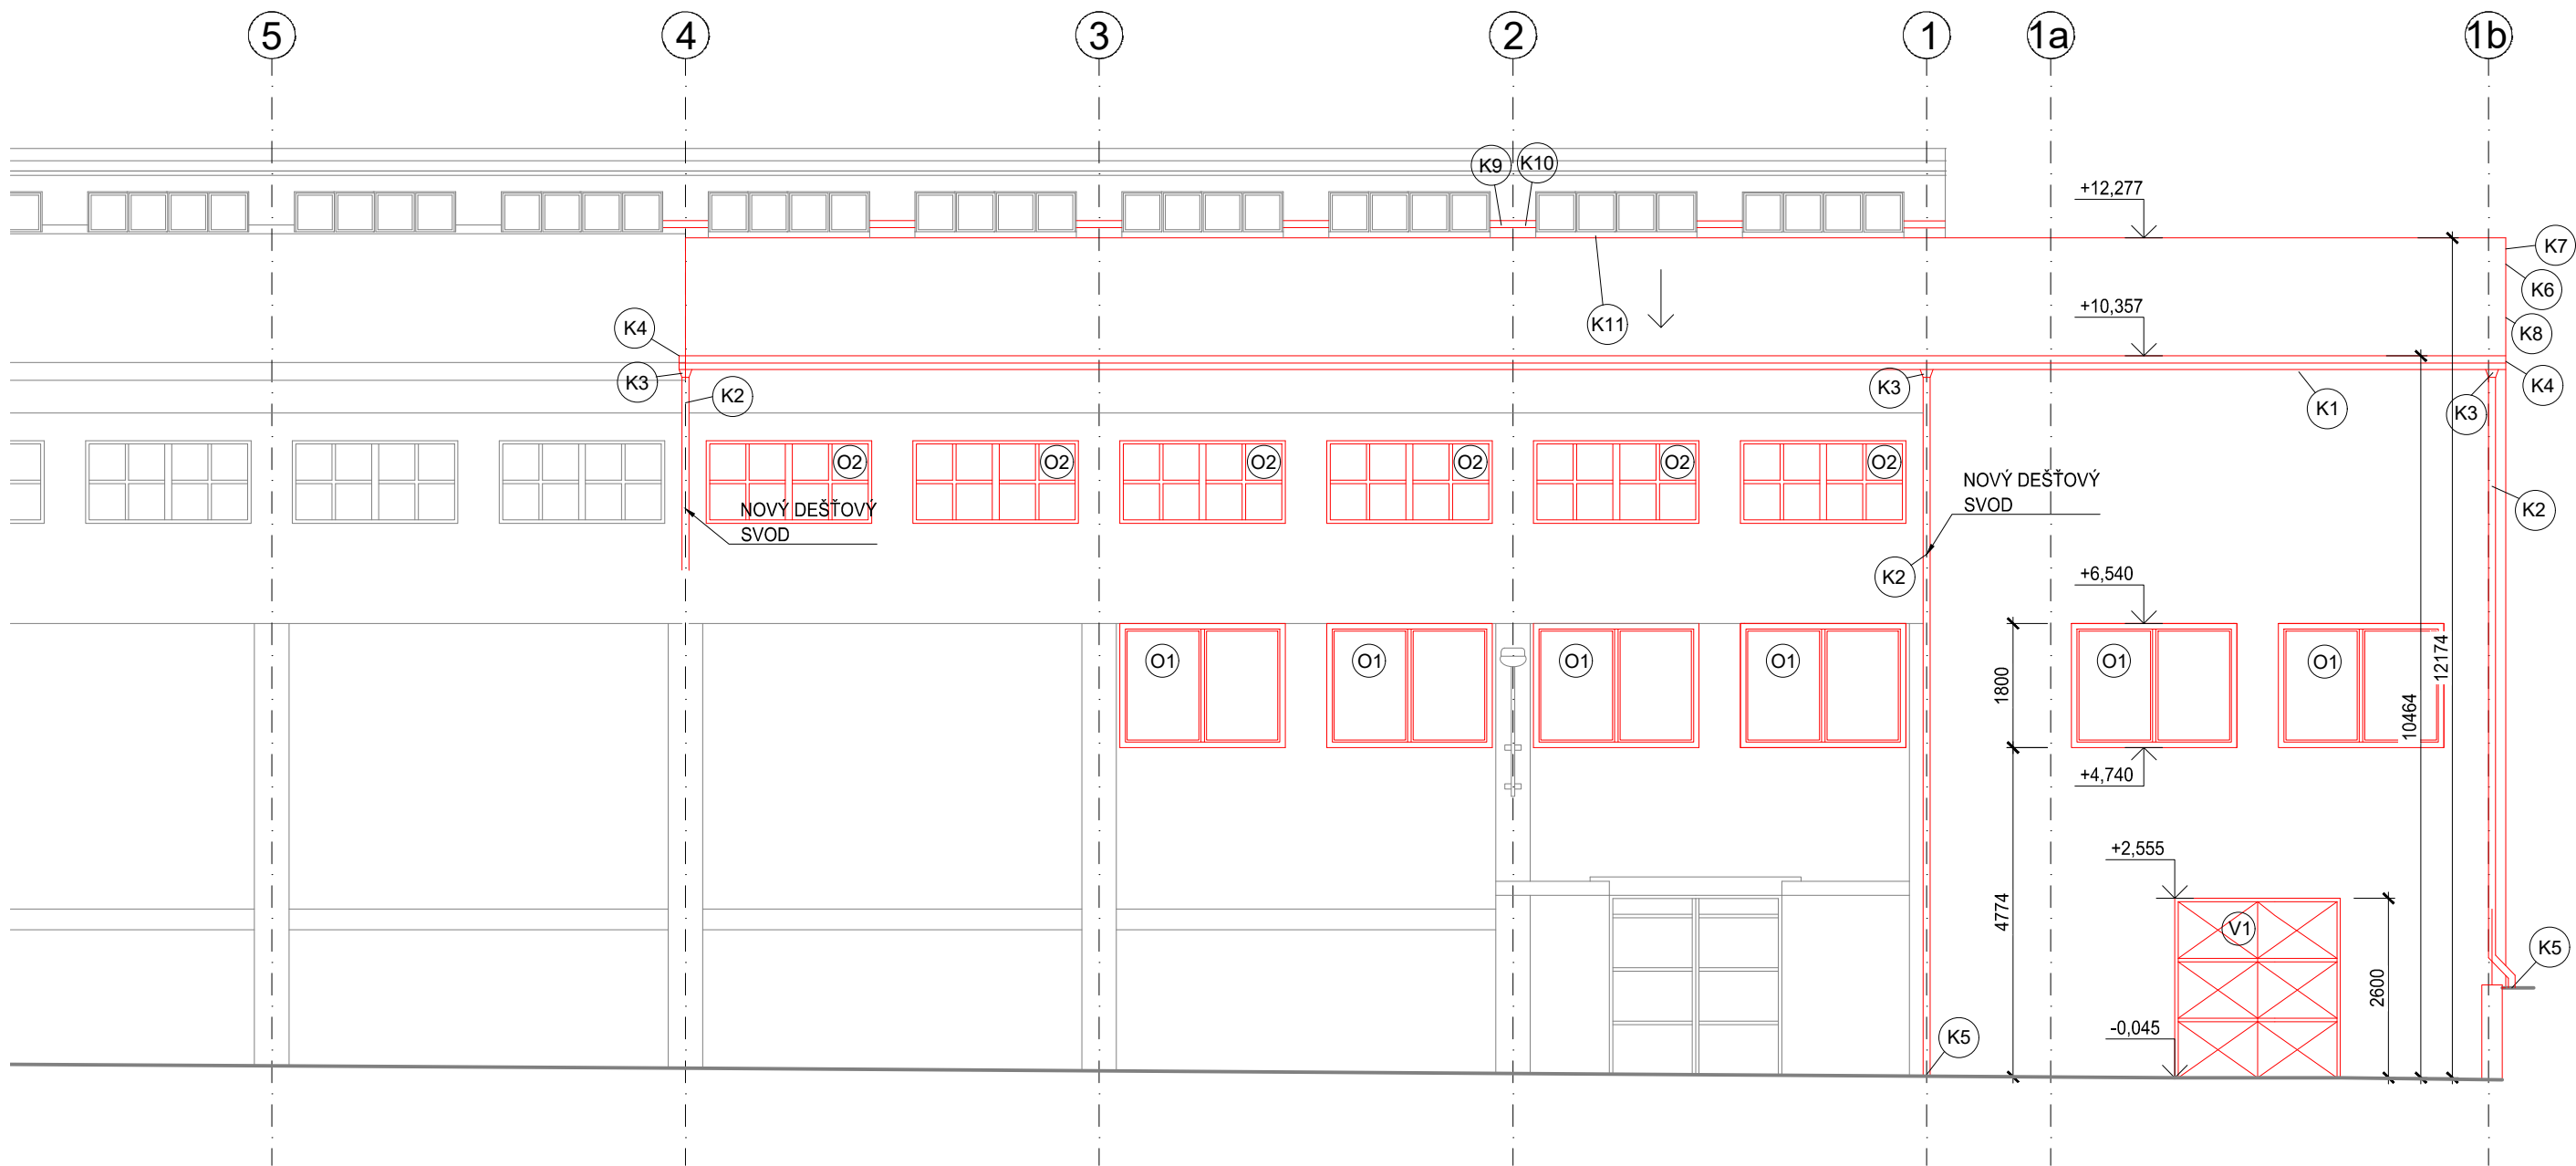 5 4 3 2 1 1a 1b
K9 K10
+12,277
K7
K6
K4
K11
+10,357
K8
K3
K2
K3
K1
K3
K4
O2 O2 O2 O2 O2 O2
NOVÝ DEŠŤOVÝ
SVOD
NOVÝ DEŠŤOVÝ
SVOD
K2
K2
+6,540
O1 O1 O1 O1 O1 O1
1800
12174
10464
+4,740
+2,555
4774
V1
K5
2600
-0,045
K5